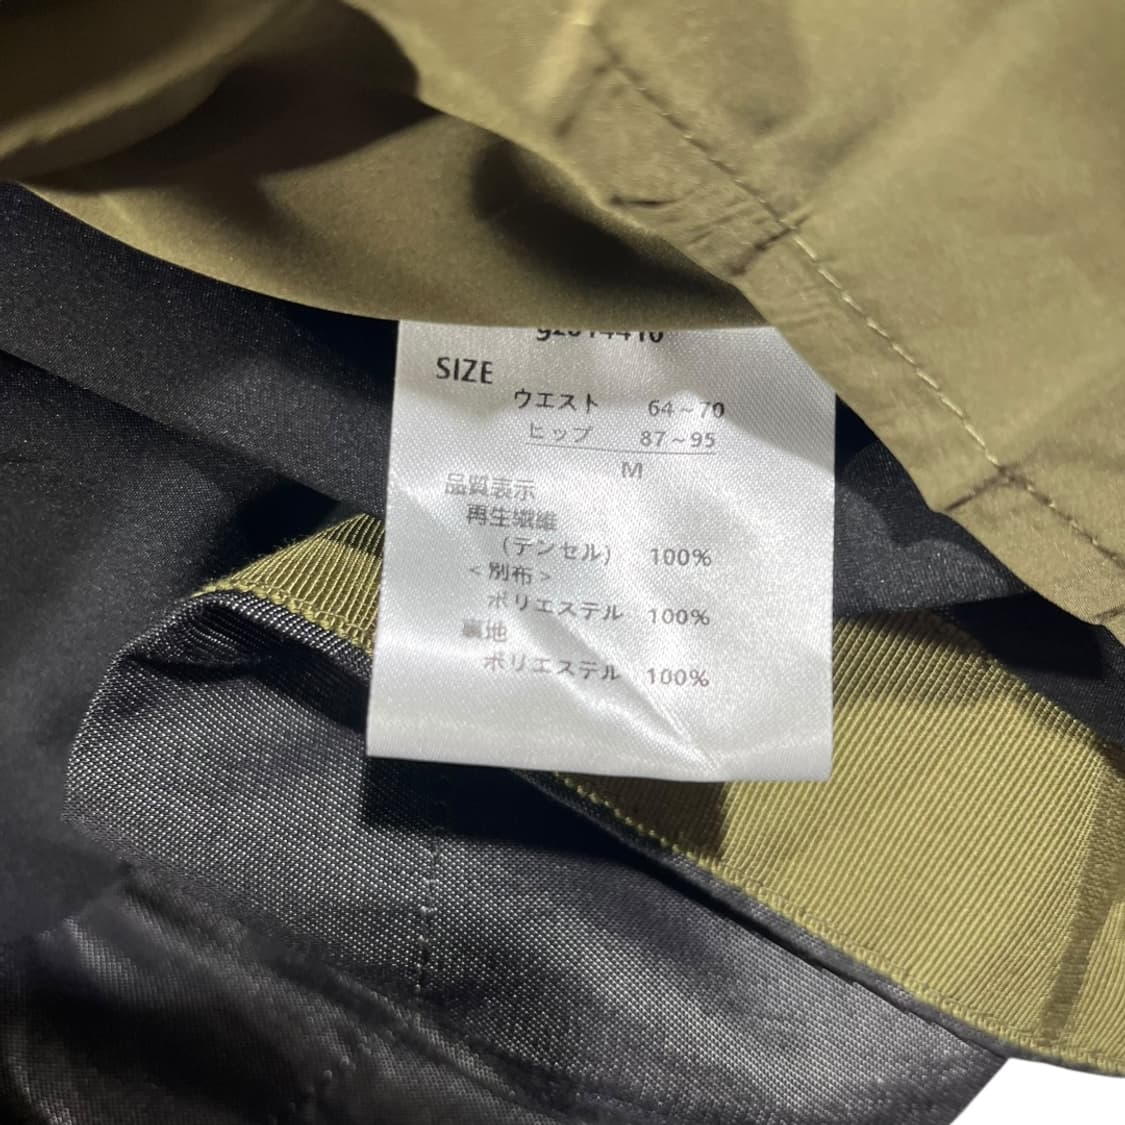 SIZE
ウエスト 64~70
ヒップ 87~95
M
品質表示
再生繊維
(テンセル) 100%
<別布>
ポリエステル 100%
裏地
ポリエステル 100%